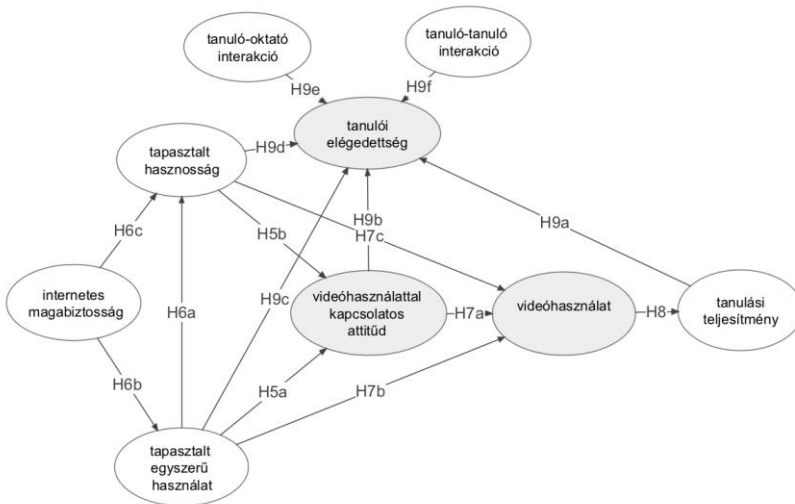 tanuló-oktató
interakció
tanuló-tanuló
interakció
H9e
H9f
tanulói
elégedettség
tapasztalt
hasznosság
H9d
H9b
H9a
H6c
H5b
H7c
internetes
magabiztosság
H6a
H9c
videóhasználattal
kapcsolatos
attitűd
H7a
videóhasználat
H8
tanulási
teljesítmény
H6b
H5a
H7b
tapasztalt
egyszerű
használat